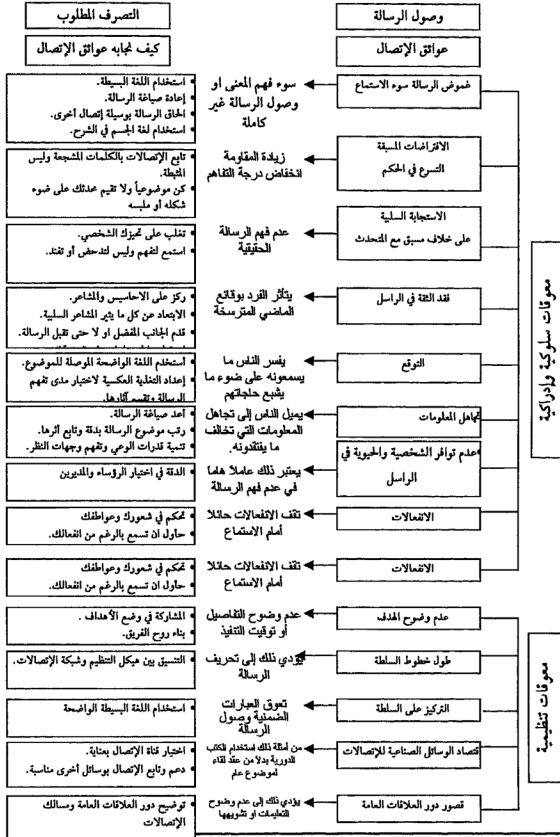 وصول الرسالة
التصرف المطلوب
عوائق الإتصال
كيف نجابه عوائق الإتصال
معوقات سلوكية وإدراكية
غموض الرسالة سوء الاستماع
سوء فهم المعنى او
وصول الرسالة غير
كاملة
استخدام اللغة البسيطة.
إعادة صياغة الرسالة.
الحاق الرسالة بوسيلة إتصال أخرى.
استخدام لغة الجسم في الشرح.
الافتراضات المسبقة
التسرع في الحكم
زيادة المقاومة
انخفاض درجة التفاهم
تابع الإتصالات بالكلمات المشجعة وليس
المثبطة.
كن موضوعياً ولا تقيم محدثك على ضوء
شكله أو ملبسه
الاستجابة السلبية
على خلاف مسبق مع المتحدث
عدم فهم الرسالة
الحقيقية
تغلب على تحيزك الشخصي.
استمع لتفهم وليس لتدحض أو تفند.
فقد الثقة في الراسل
يتأثر الفرد بوقائع
الماضي المترسخة
ركز على الاحاسيس والمشاعر.
الابتعاد عن كل ما يثير المشاعر السلبية.
قدم الجانب المفضل او لا حتى تقبل الرسالة.
التوقع
يفسر الناس ما
يسمعونه على ضوء ما
يشبع حاجاتهم
أستخدم اللغة الواضحة الموصلة للموضوع.
إعداد التغذية العكسية لاختبار مدى تفهم
الرسالة وتقييم آثارها.
تجاهل المعلومات
يميل الناس إلى تجاهل
المعلومات التي تخالف
ما يفتقدونه.
أعد صياغة الرسالة.
رتب موضوع الرسالة بدقة وتابع أثرها.
تنمية قدرات الوعي وتفهم وجهات النظر.
عدم توافر الشخصية والحيوية في
الراسل
يعتبر ذلك عاملا هاما
في عدم فهم الرسالة
الدقة في اختيار الرؤساء والمديرين
الانفعالات
تقف الانفعالات حائلا
أمام الاستماع
تحكم في شعورك وعواطفك
حاول ان تسمع بالرغم من انفعالك.
الانفعالات
تقف الانفعالات حائلا
أمام الاستماع
تحكم في شعورك وعواطفك
حاول ان تسمع بالرغم من انفعالك.
معوقات تنظيمية
عدم وضوح الهدف
عدم وضوح التفاصيل
أو توقيت التنفيذ
المشاركة في وضع الأهداف.
بناء روح الفريق.
طول خطوط السلطة
يؤدي ذلك إلى تحريف
الرسالة
التنسيق بين هيكل التنظيم وشبكة الإتصالات.
التركيز على السلطة
تعوق العبارات
الضمنية وصول
الرسالة
استخدام اللغة البسيطة الواضحة
قتصاد الوسائل الصناعية للإتصالات
من أمثلة ذلك استخدام الكتب
الدورية بدلا من عقد لقاء
لموضوع عام
اختيار قناة الإتصال بعناية.
دعم وتابع الإتصال بوسائل أخرى مناسبة.
قصور دور العلاقات العامة
يؤدي ذلك إلى عدم وضوح
التعليمات او تشويهها
توضيح دور العلاقات العامة ومسالك
الإتصالات